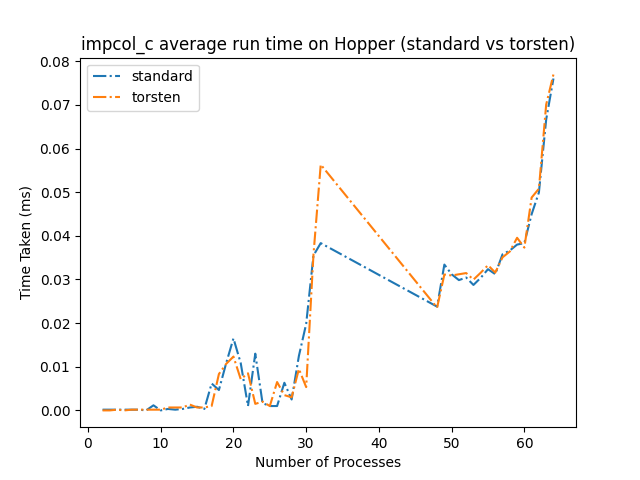 impcol_c average run time on Hopper (standard vs torsten)
standard
torsten
Time Taken (ms)
0.08
0.07
0.06
0.05
0.04
0.03
0.02
0.01
0.00
0 10 20 30 40 50 60
Number of Processes